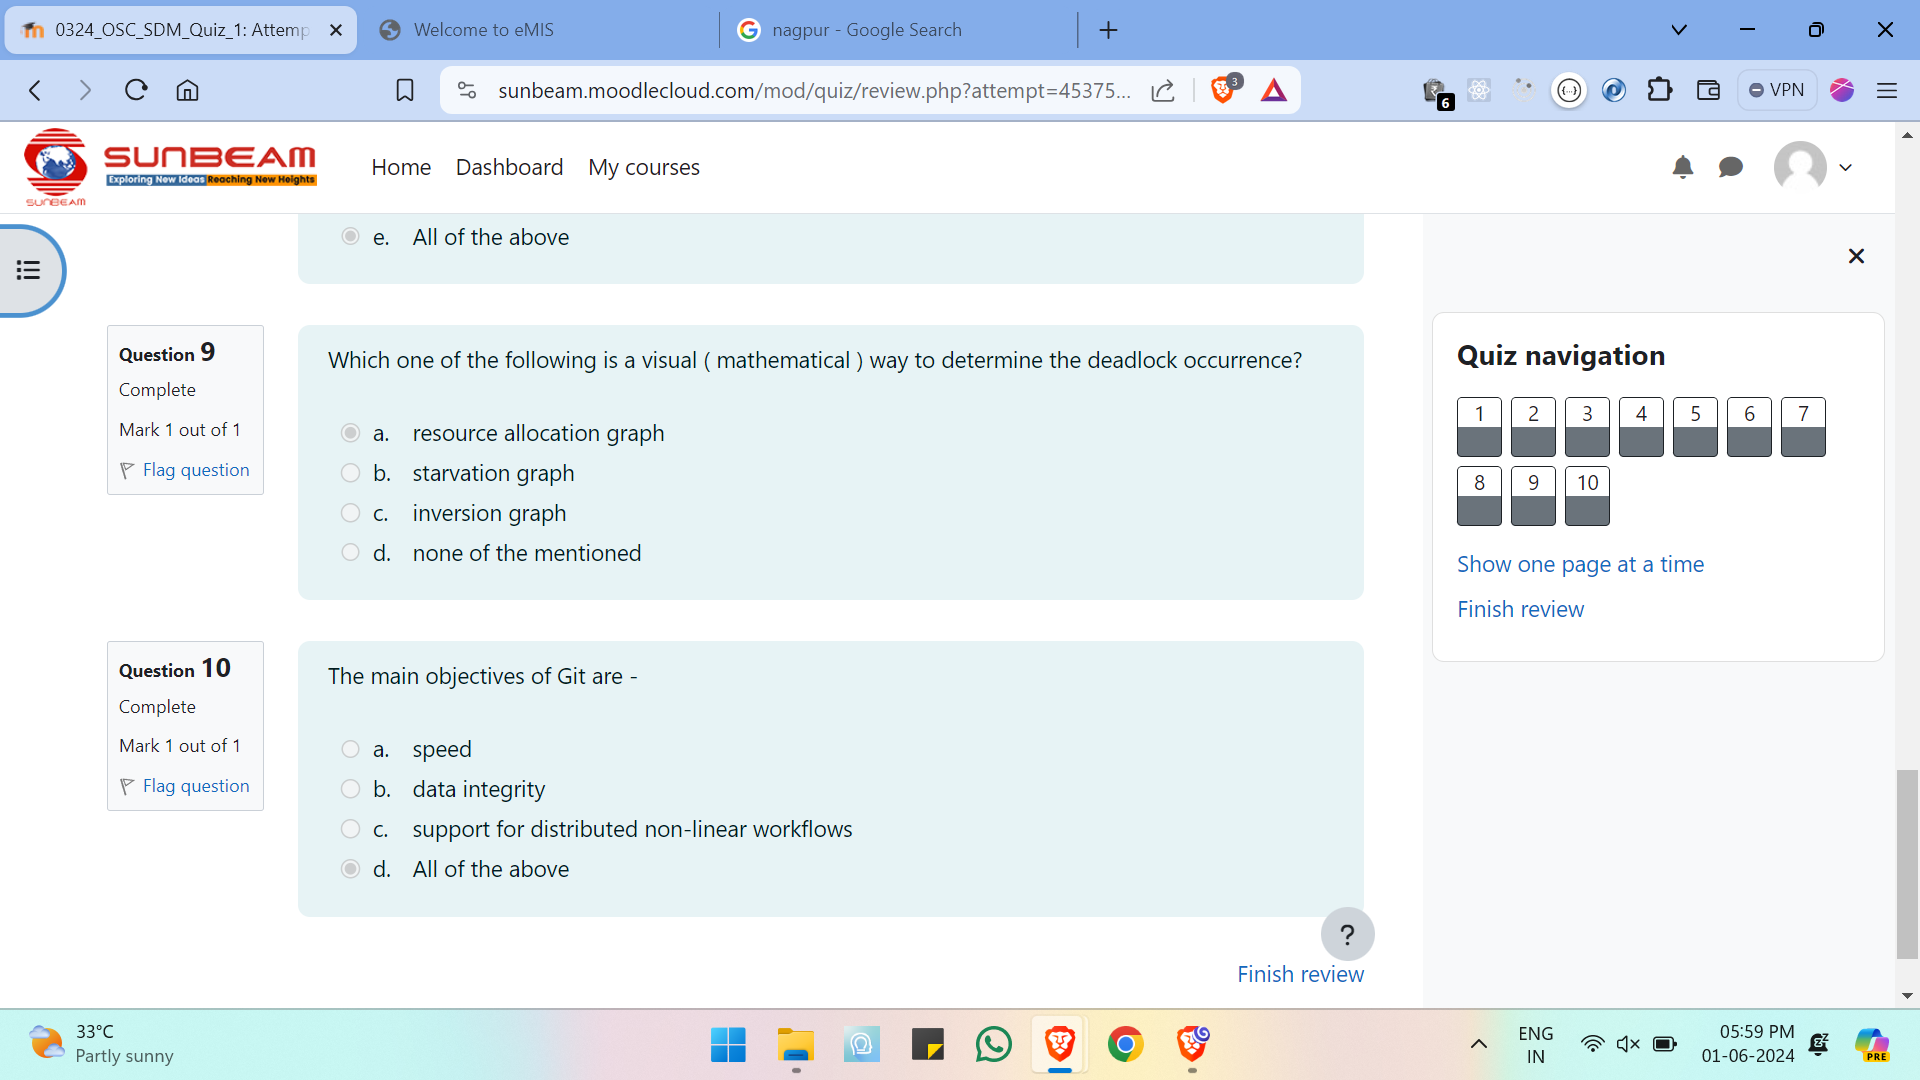 0324_OSC_SDM_Quiz_1: Attemp
Welcome to eMIS
nagpur - Google Search
sunbeam.moodlecloud.com/mod/quiz/review.php?attempt=45375...
3
6
VPN
SUNBEAM
Exploring New Ideas Reaching New Heights
SUNBEAM
Home Dashboard My courses
e. All of the above
Question 9
Complete
Mark 1 out of 1
Flag question
Which one of the following is a visual ( mathematical ) way to determine the deadlock occurrence?
a. resource allocation graph
b. starvation graph
c. inversion graph
d. none of the mentioned
Question 10
Complete
Mark 1 out of 1
Flag question
The main objectives of Git are -
a. speed
b. data integrity
c. support for distributed non-linear workflows
d. All of the above
?
Finish review
Quiz navigation
1 2 3 4 5 6 7
8 9 10
Show one page at a time
Finish review
33°C
Partly sunny
ENG
IN
05:59 PM
01-06-2024
PRE